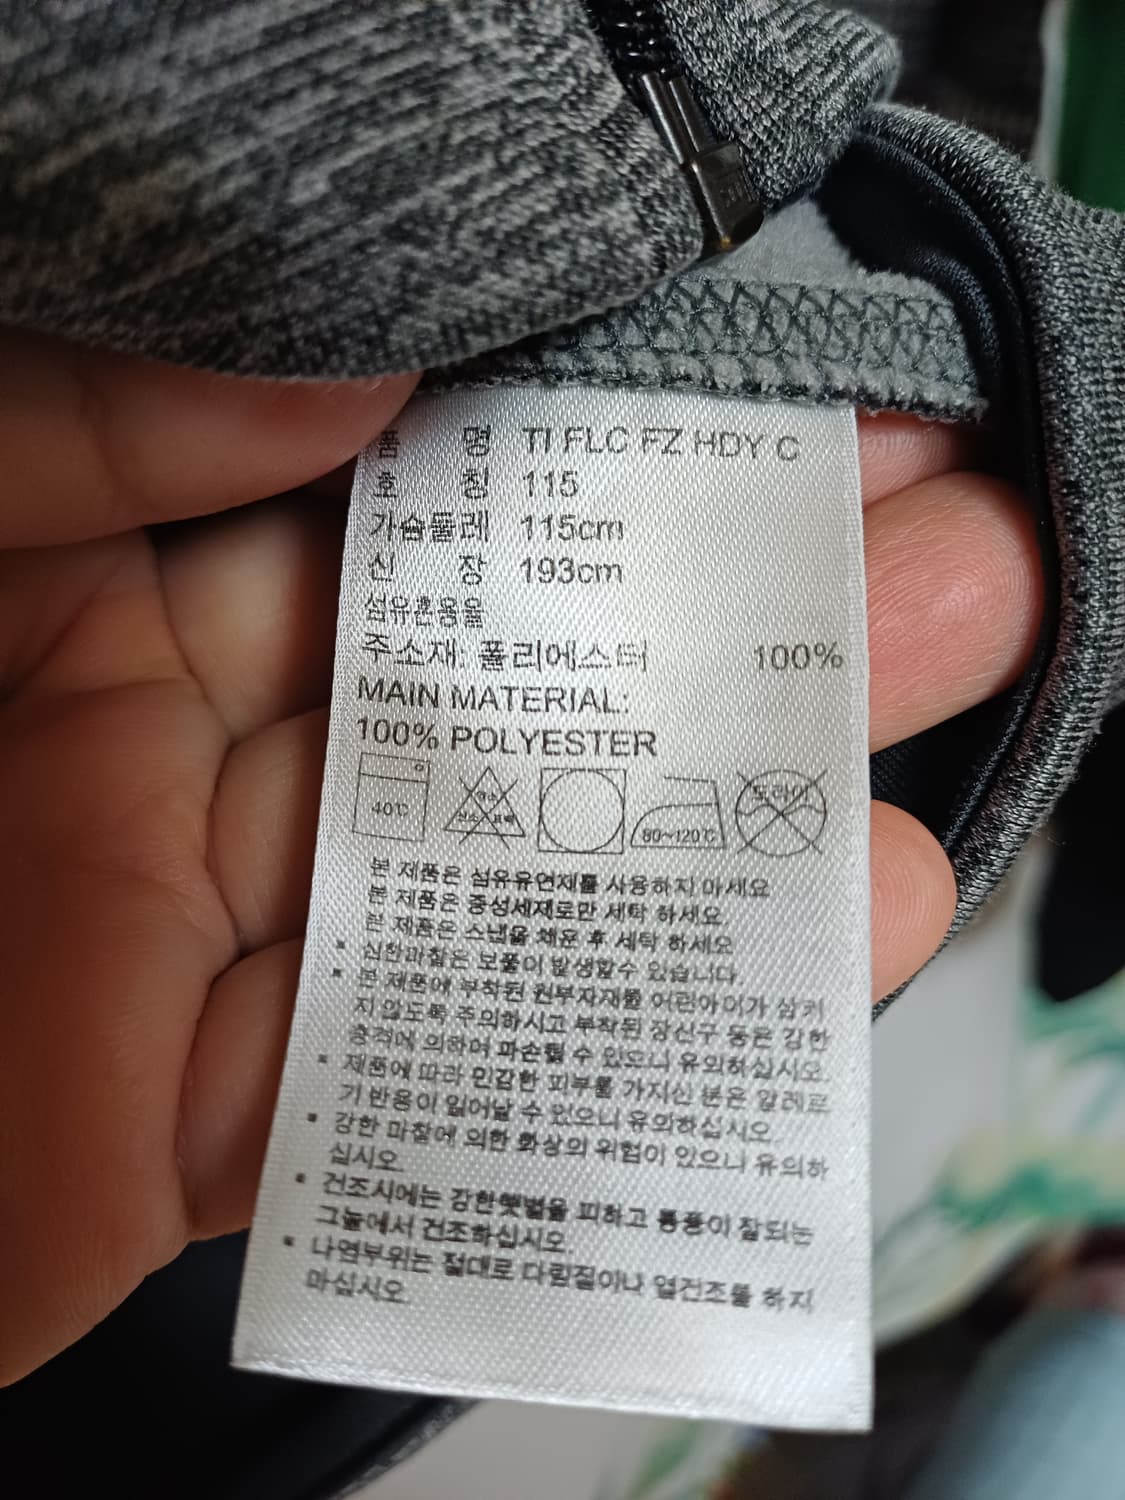 품 명 TI FLC FZ HDY C
호 칭 115
가슴둘레 115cm
신 장 193cm
섬유혼용율
주소재: 폴리에스터 100%
MAIN MATERIAL:
100% POLYESTER
40℃ 염소 산소 표백 80~120℃ 드라이
본 제품은 섬유유연제를 사용하지 마세요
본 제품은 중성세제로만 세탁 하세요
본 제품은 스냅을 채운 후 세탁 하세요
▪ 심한마찰은 보풀이 발생할수 있습니다.
▪ 본 제품에 부착된 원부자재를 어린아이가 삼키
지 않도록 주의하시고 부착된 장선구 등은 강한
충격에 의하여 파손될 수 있으니 유의하십시오.
▪ 제품에 따라 민감한 피부를 가지신 분은 알레르
기 반응이 일어날 수 있으니 유의하십시오.
▪ 강한 마찰에 의한 화상의 위험이 있으니 유의하
십시오.
▪ 건조시에는 강한햇볕을 피하고 통풍이 잘되는
그늘에서 건조하십시오.
▪ 나염부위는 절대로 다림질이나 열건조를 하지
마십시오.